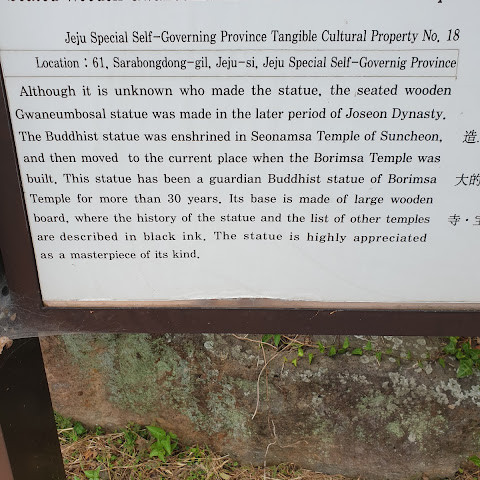 Jeju Special Self-Governing Province Tangible Cultural Property No. 18
Location : 61, Sarabongdong-gil, Jeju-si, Jeju Special Self-Governig Province
Although it is unknown who made the statue, the seated wooden
Gwaneumbosal statue was made in the later period of Joseon Dynasty.
The Buddhist statue was enshrined in Seonamsa Temple of Suncheon,
and then moved to the current place when the Borimsa Temple was
built. This statue has been a guardian Buddhist statue of Borimsa
Temple for more than 30 years. Its base is made of large wooden
board, where the history of the statue and the list of other temples
are described in black ink. The statue is highly appreciated
as a masterpiece of its kind.
造
大的
寺·宝